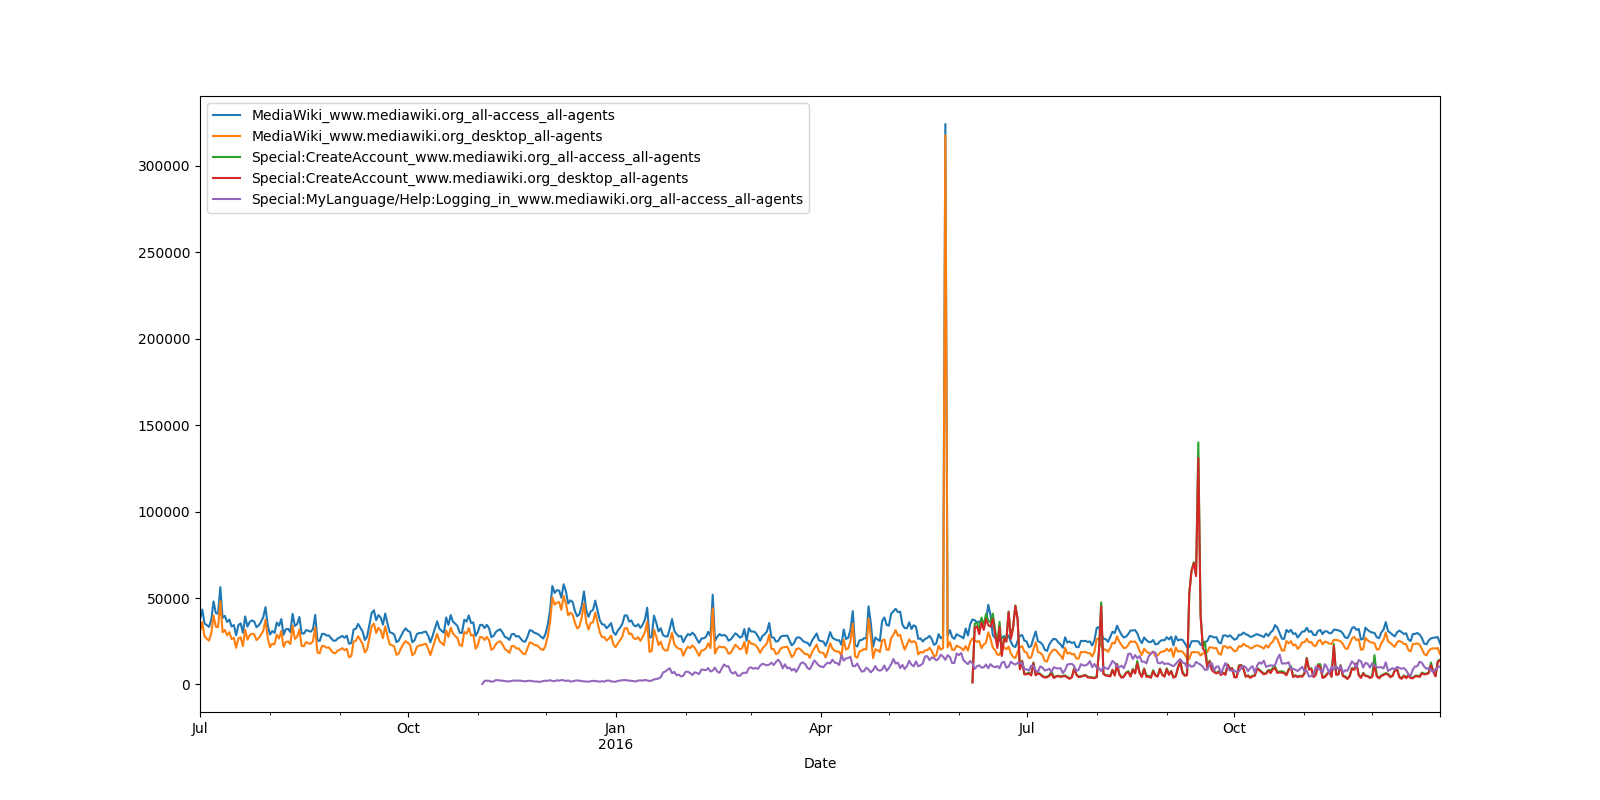 MediaWiki_www.mediawiki.org_all-access_all-agents
MediaWiki_www.mediawiki.org_desktop_all-agents
Special:CreateAccount_www.mediawiki.org_all-access_all-agents
Special:CreateAccount_www.mediawiki.org_desktop_all-agents
Special:MyLanguage/Help:Logging_in_www.mediawiki.org_all-access_all-agents
300000
250000
200000
150000
100000
50000
0
Jul Oct Jan Apr Jul Oct
2016
Date